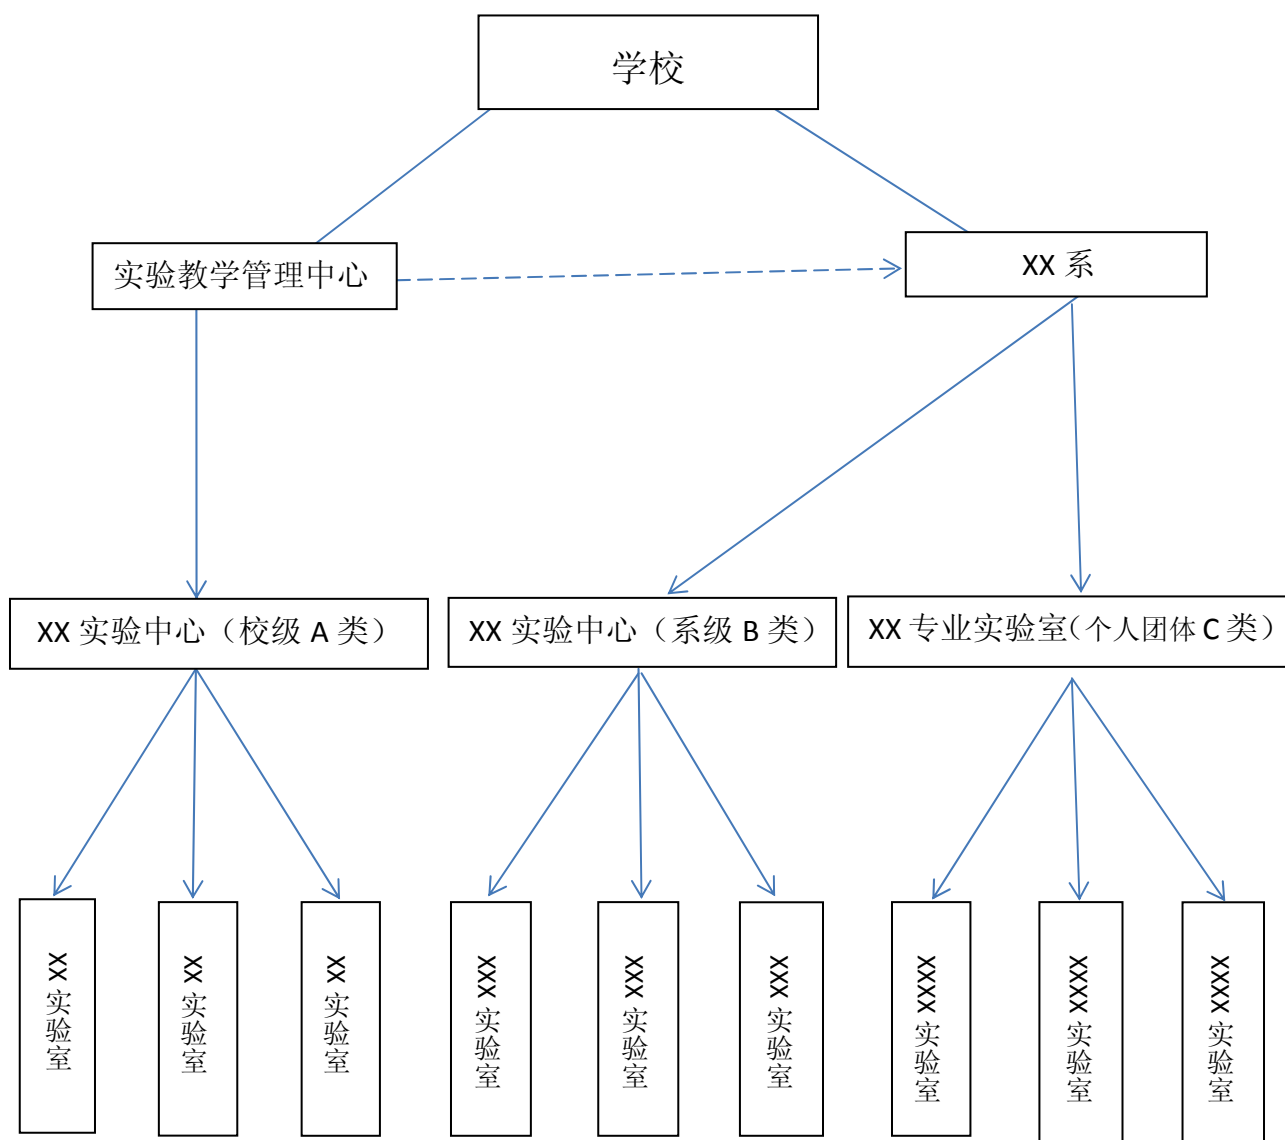 学校
实验教学管理中心
XX 系
XX 实验中心（校级 A 类）
XX 实验中心（系级 B 类）
XX 专业实验室（个人团体 C 类）
XX 实验室
XX 实验室
XX 实验室
XXX 实验室
XXX 实验室
XXX 实验室
XXXX 实验室
XXXX 实验室
XXXX 实验室